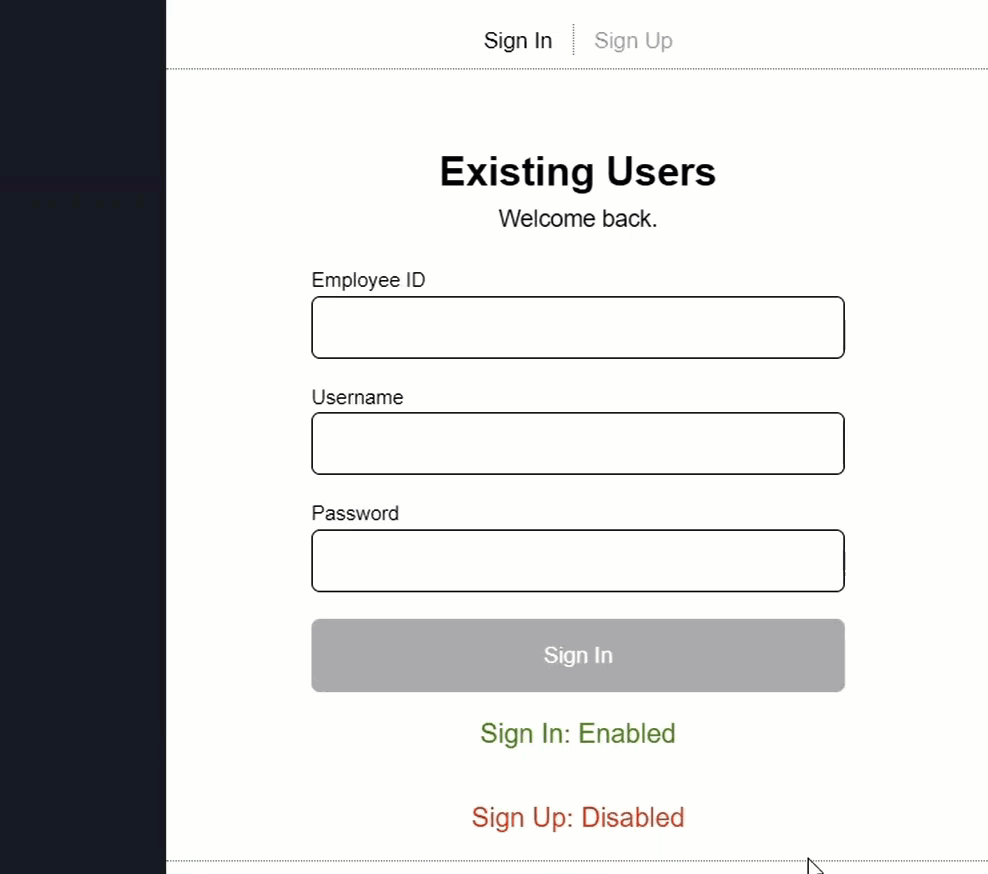 Sign In
Sign Up
Existing Users
Welcome back.
Employee ID
Username
Password
Sign In
Sign In: Enabled
Sign Up: Disabled